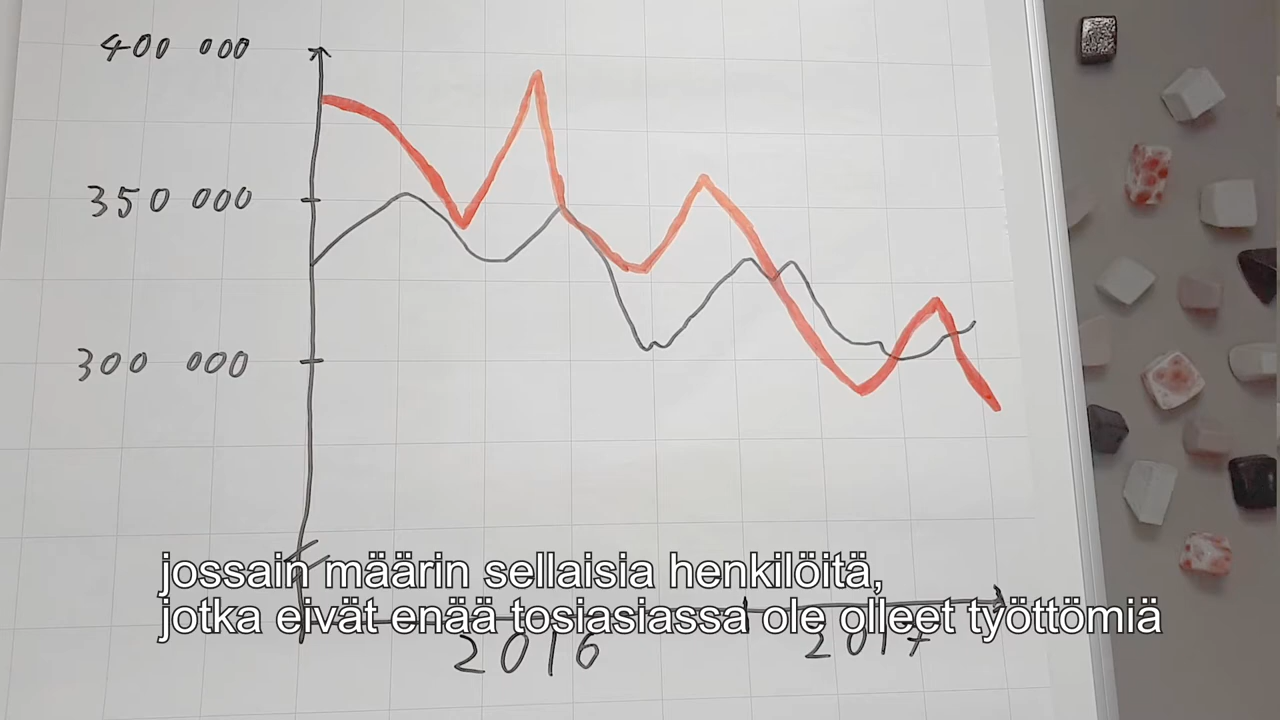 400 000
350 000
300 000
jossain määrin sellaisia henkilöitä,
jotka eivät enää tosiasiassa ole olleet työttömiä
2016
2017